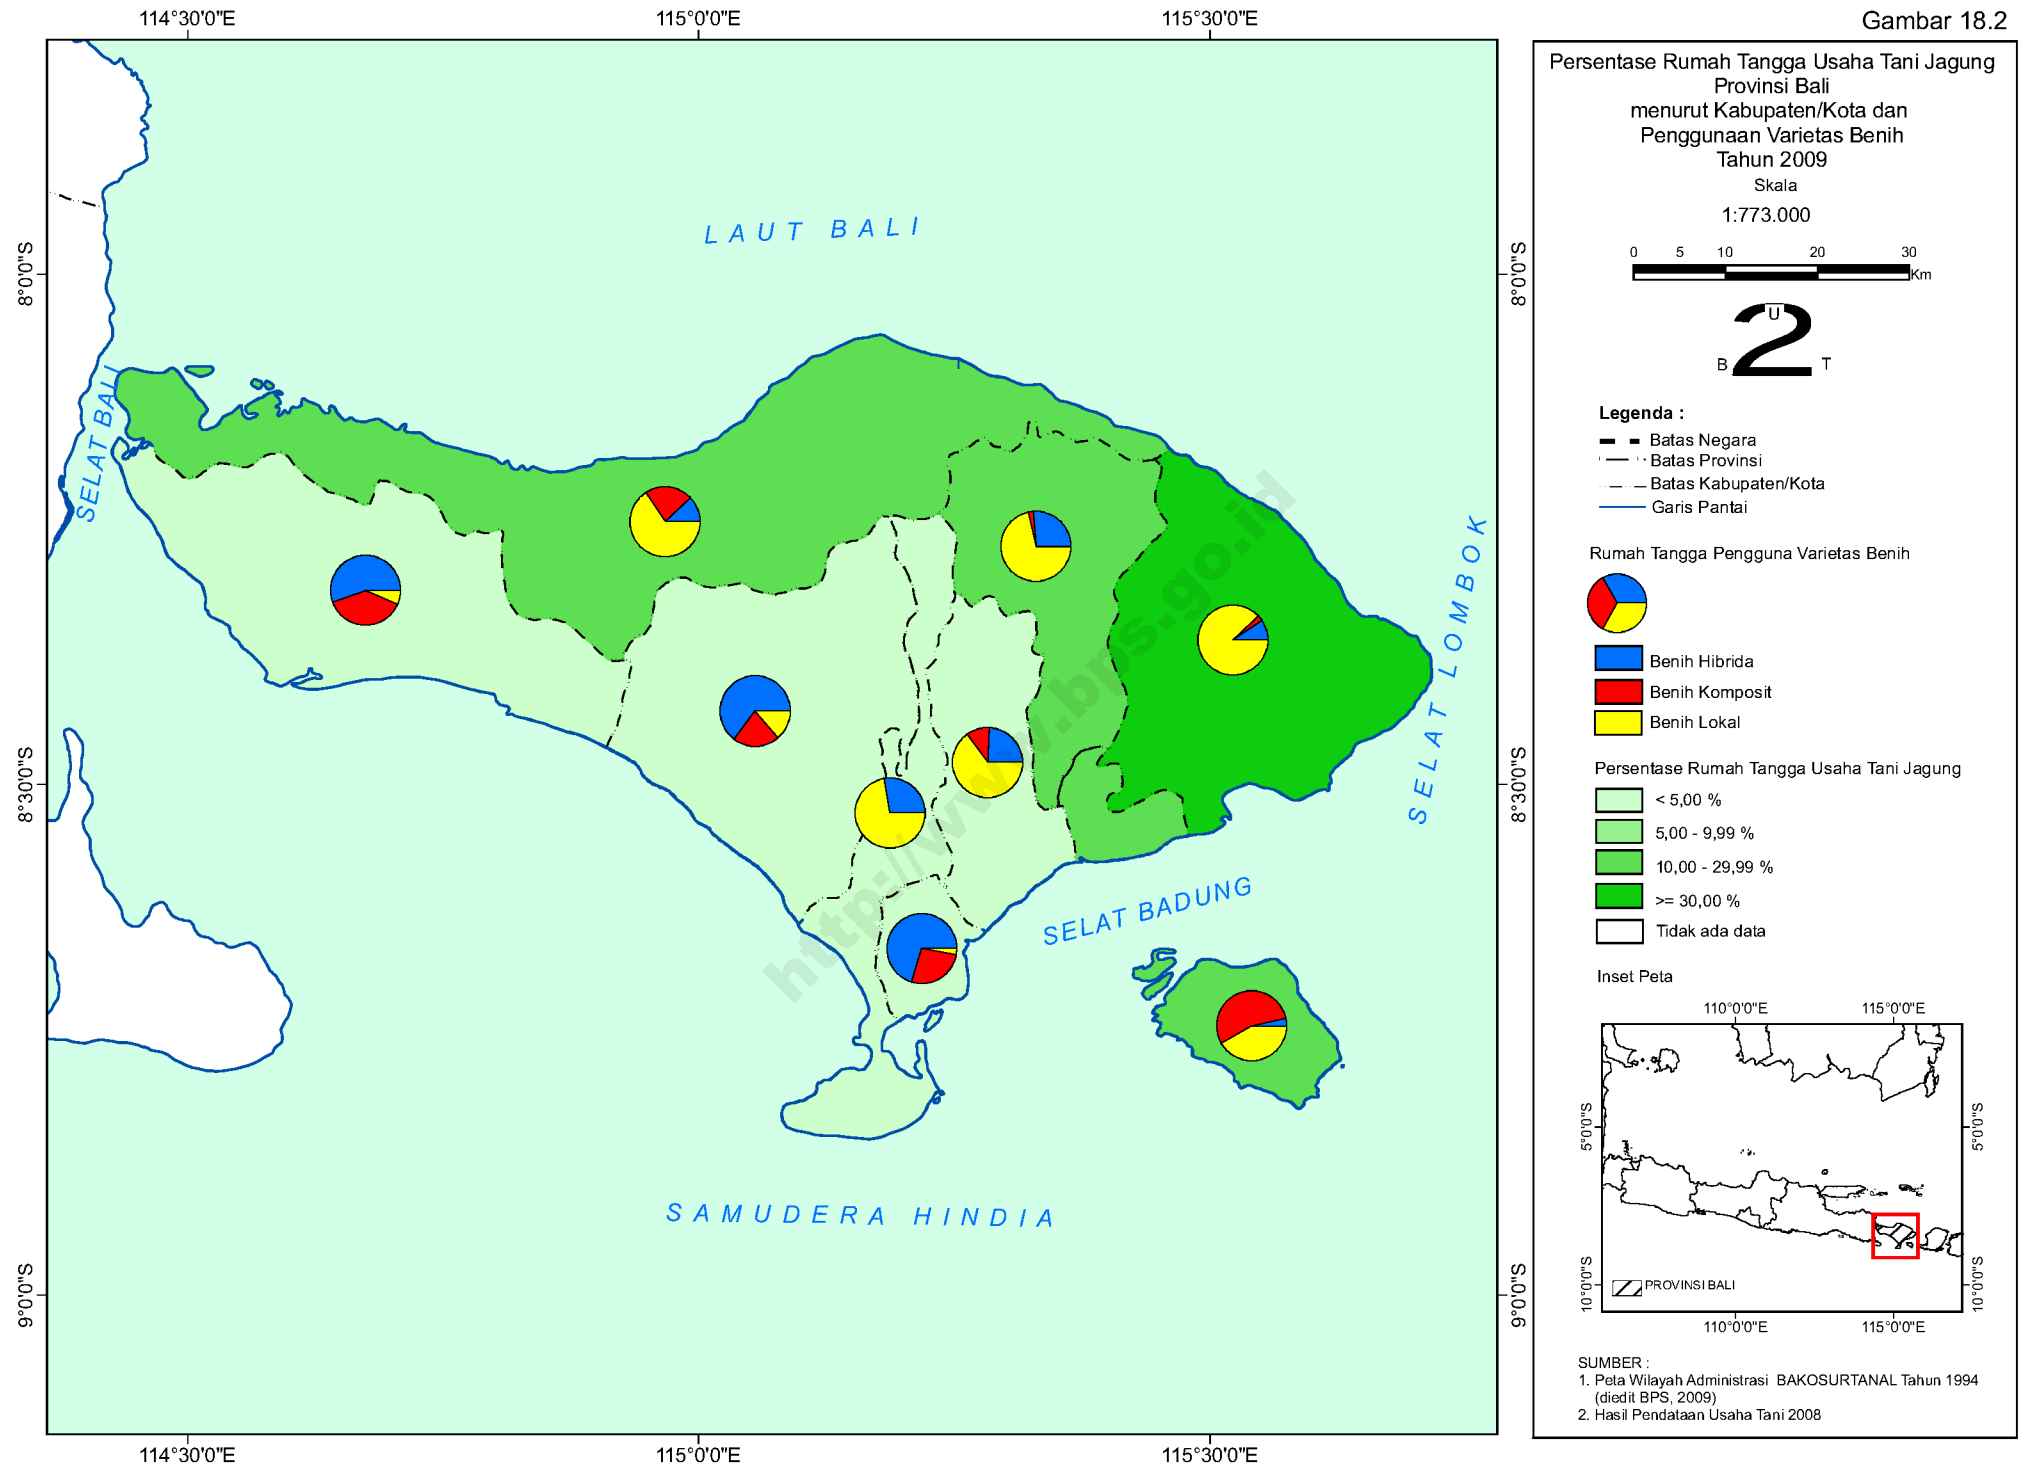 Gambar 18.2
114°30'0"E
115°0'0"E
115°30'0"E
8°0'0"S
8°30'0"S
9°0'0"S
8°0'0"S
8°30'0"S
9°0'0"S
114°30'0"E
115°0'0"E
115°30'0"E
LAUT BALI
SELAT BALI
SELAT LOMBOK
SELAT BADUNG
SAMUDERA HINDIA
http://www.bps.go.id
Persentase Rumah Tangga Usaha Tani Jagung
Provinsi Bali
menurut Kabupaten/Kota dan
Penggunaan Varietas Benih
Tahun 2009
Skala
1:773.000
0 5 10 20 30
Km
U
B T
Legenda :
Batas Negara
Batas Provinsi
Batas Kabupaten/Kota
Garis Pantai
Rumah Tangga Pengguna Varietas Benih
Benih Hibrida
Benih Komposit
Benih Lokal
Persentase Rumah Tangga Usaha Tani Jagung
< 5,00 %
5,00 - 9,99 %
10,00 - 29,99 %
>= 30,00 %
Tidak ada data
Inset Peta
110°0'0"E 115°0'0"E
5°0'0"S
10°0'0"S
5°0'0"S
10°0'0"S
PROVINSI BALI
110°0'0"E 115°0'0"E
SUMBER :
1. Peta Wilayah Administrasi BAKOSURTANAL Tahun 1994
(diedit BPS, 2009)
2. Hasil Pendataan Usaha Tani 2008